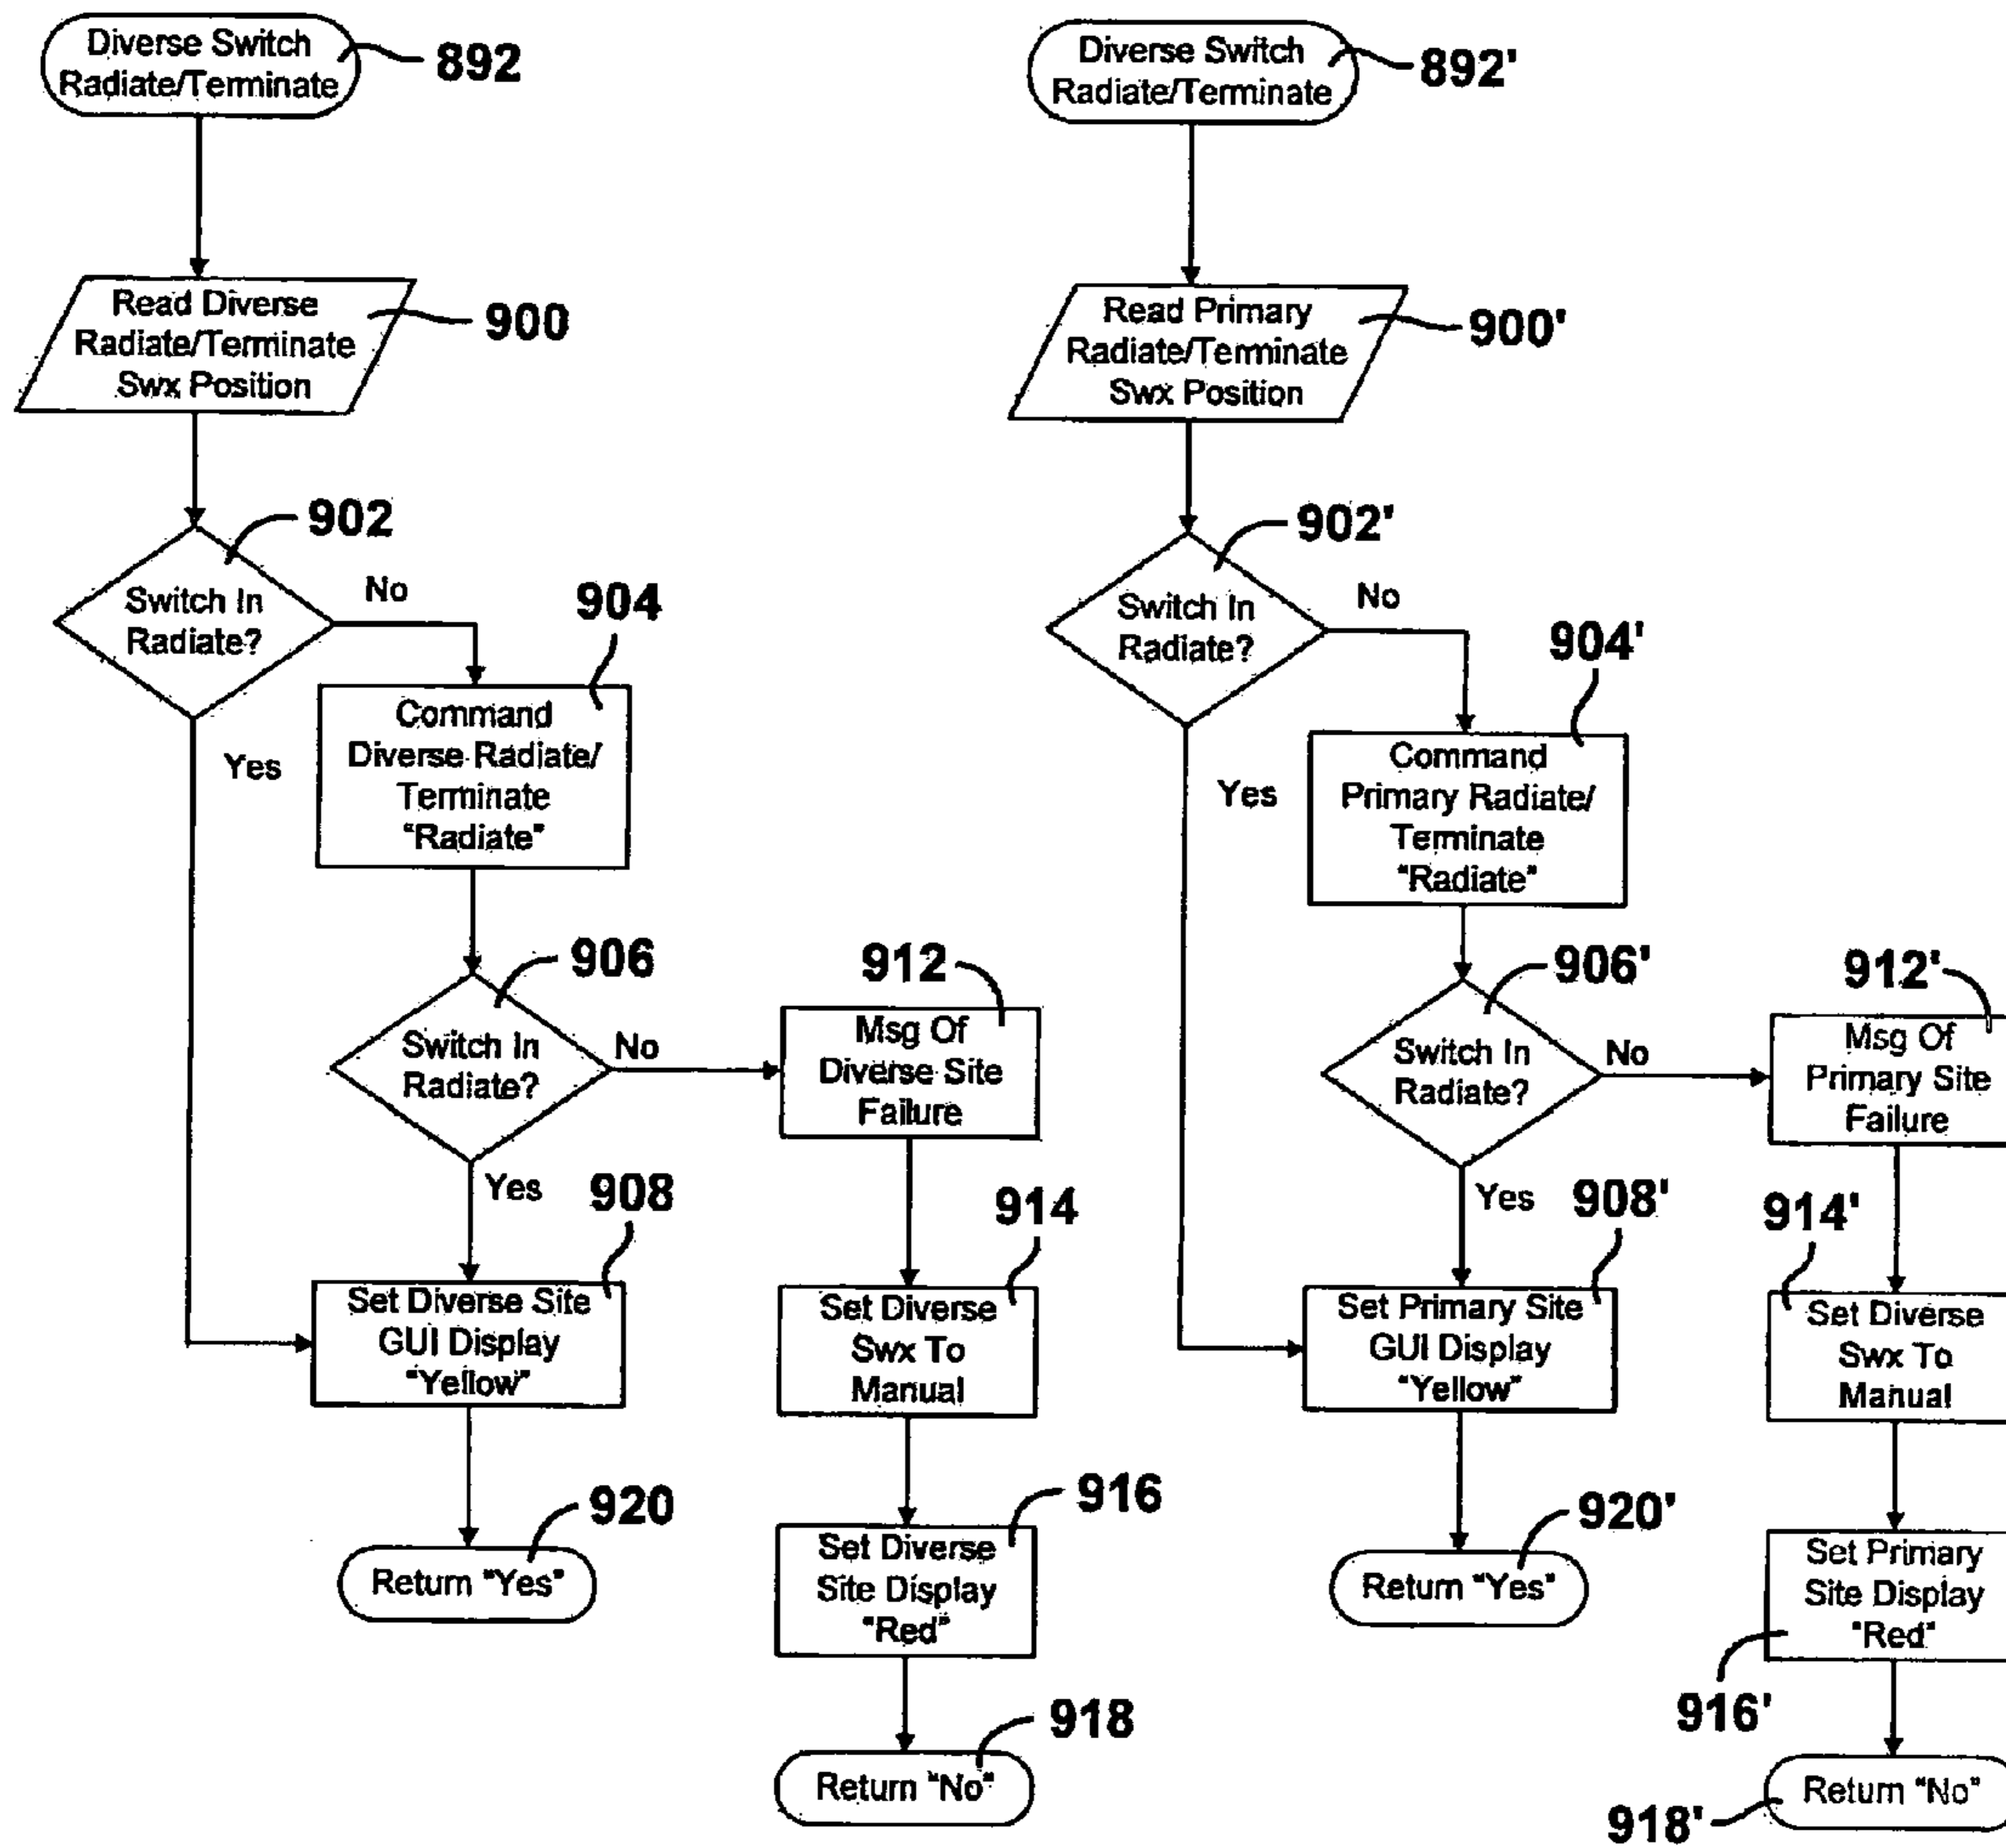 Diverse Switch
Radiate/Terminate
892
Read Diverse
Radiate/Terminate
Swx Position
900
902
Switch In
Radiate?
No
Yes
904
Command
Diverse Radiate/
Terminate
"Radiate"
906
Switch In
Radiate?
No
Yes
912
Msg Of
Diverse Site
Failure
908
Set Diverse Site
GUI Display
"Yellow"
914
Set Diverse
Swx To
Manual
920
Return "Yes"
916
Set Diverse
Site Display
"Red"
918
Return "No"
Diverse Switch
Radiate/Terminate
892'
Read Primary
Radiate/Terminate
Swx Position
900'
902'
Switch In
Radiate?
No
Yes
904'
Command
Primary Radiate/
Terminate
"Radiate"
906'
Switch In
Radiate?
No
Yes
912'
Msg Of
Primary Site
Failure
908'
Set Primary Site
GUI Display
"Yellow"
914'
Set Diverse
Swx To
Manual
920'
Return "Yes"
Set Primary
Site Display
"Red"
916'
Return "No"
918'